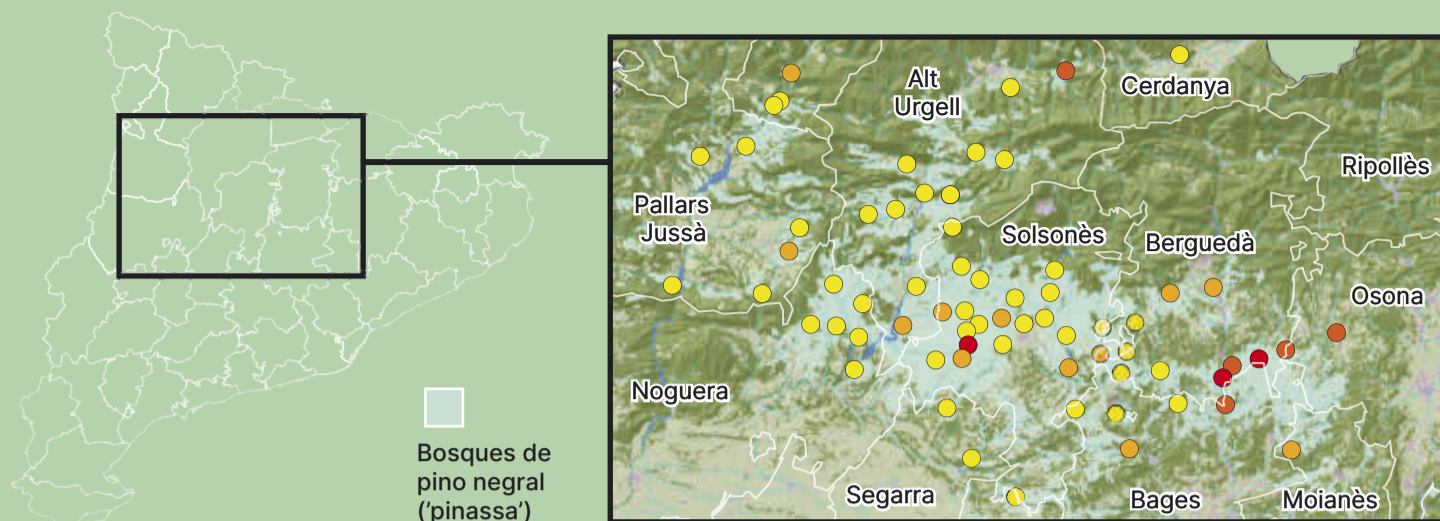 Alt
Urgell
Cerdanya
Ripollès
Pallars
Jussà
Solsonès
Berguedà
Osona
Noguera
Bosques de
pino negral
('pinassa')
Segarra
Bages
Moianès